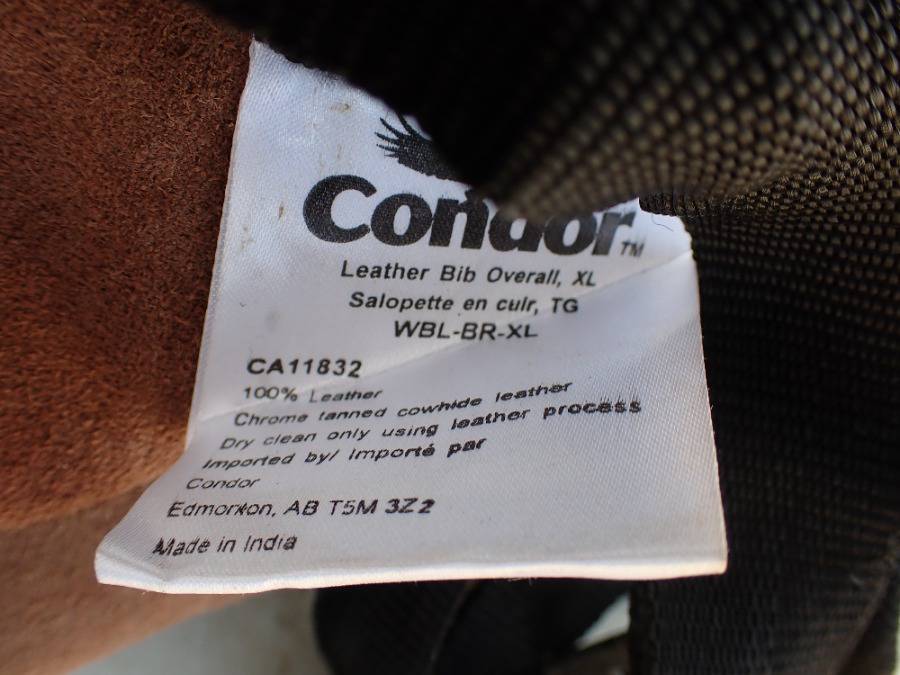 Condor™
Leather Bib Overall, XL
Salopette en cuir, TG
WBL-BR-XL
CA11832
100% Leather
Chrome tanned cowhide leather
Dry clean only using leather process
Imported by/ Importé par
Condor
Edmonton, AB T5M 3Z2
Made in India